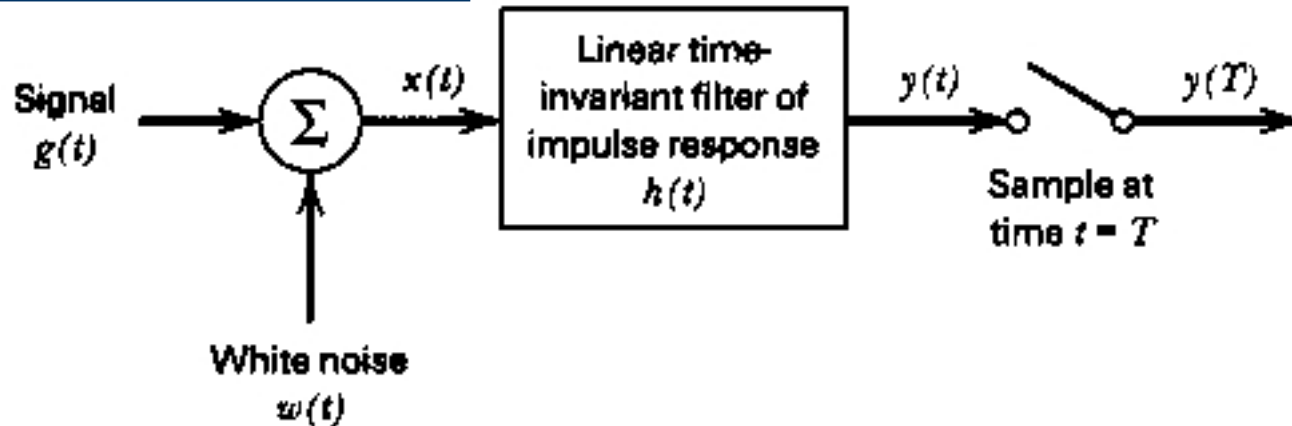 Signal
g(t)
Σ
x(t)
Linear time-
invariant filter of
impulse response
h(t)
y(t)
y(T)
Sample at
time t = T
White noise
w(t)